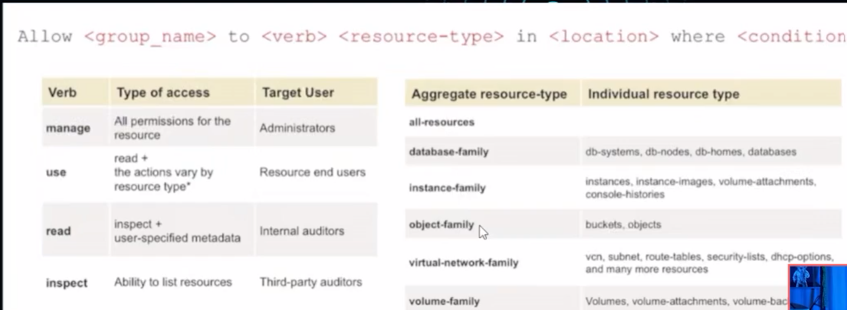 Allow <group_name> to <verb> <resource-type> in <location> where <condition
Verb Type of access Target User
manage All permissions for the
resource Administrators
use read +
the actions vary by
resource type* Resource end users
read inspect +
user-specified metadata Internal auditors
inspect Ability to list resources Third-party auditors
Aggregate resource-type Individual resource type
all-resources
database-family db-systems, db-nodes, db-homes, databases
instance-family instances, instance-images, volume-attachments,
console-histories
object-family buckets, objects
virtual-network-family vcn, subnet, route-tables, security-lists, dhcp-options,
and many more resources
volume-family Volumes, volume-attachments, volume-bac